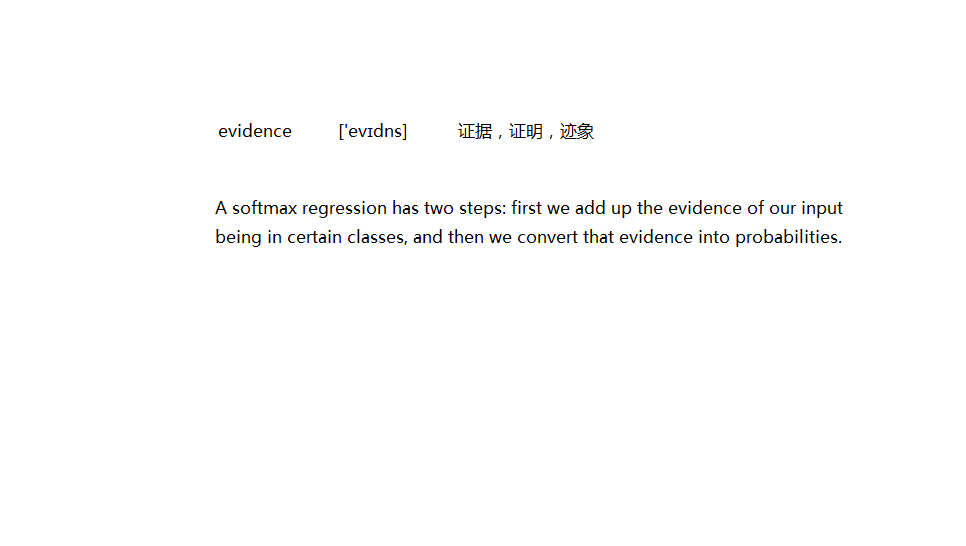 evidence ['evɪdns] 证据，证明，迹象
A softmax regression has two steps: first we add up the evidence of our input
being in certain classes, and then we convert that evidence into probabilities.